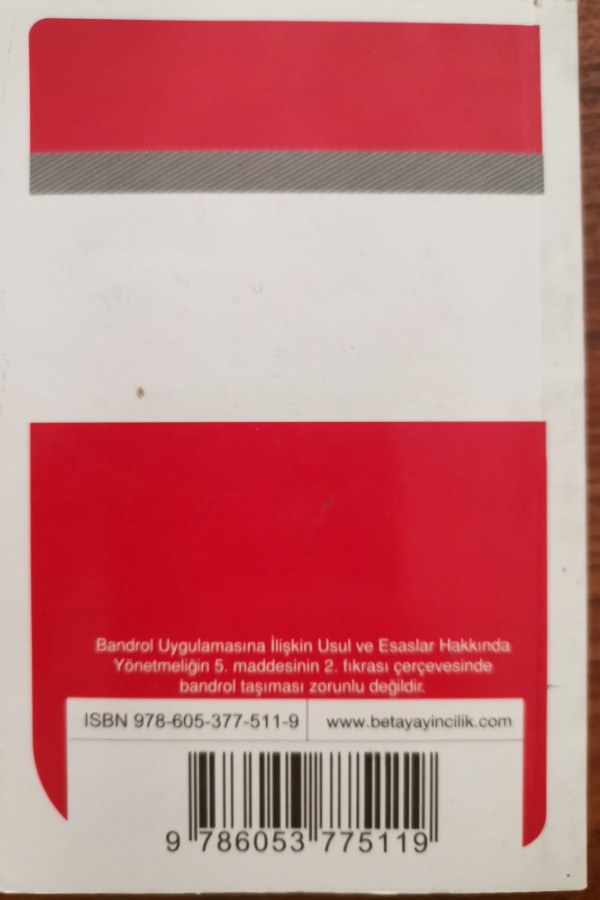 Bandrol Uygulamasına İlişkin Usul ve Esaslar Hakkında
Yönetmeliğin 5. maddesinin 2. fıkrası çerçevesinde
bandrol taşıması zorunlu değildir.
ISBN 978-605-377-511-9
www.betayayincilik.com
9 786053 775119